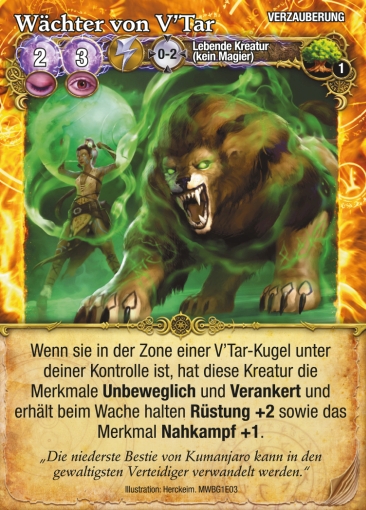 Wächter von V'Tar
VERZAUBERUNG
2 3 0-2 Lebende Kreatur
(kein Magier)
1
Wenn sie in der Zone einer V'Tar-Kugel unter
deiner Kontrolle ist, hat diese Kreatur die
Merkmale Unbeweglich und Verankert und
erhält beim Wache halten Rüstung +2 sowie das
Merkmal Nahkampf +1.
„Die niederste Bestie von Kumanjaro kann in den
gewaltigsten Verteidiger verwandelt werden.“
Illustration: Herckeim. MWBG1E03